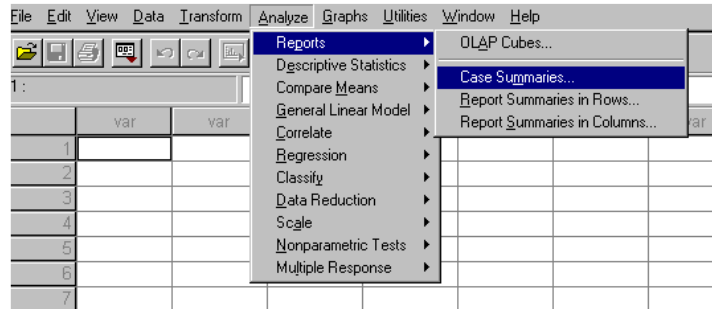 File Edit View Data Transform Analyze Graphs Utilities Window Help
Reports
Descriptive Statistics
Compare Means
General Linear Model
Correlate
Regression
Classify
Data Reduction
Scale
Nonparametric Tests
Multiple Response
OLAP Cubes...
Case Summaries...
Report Summaries in Rows...
Report Summaries in Columns...
1 :
var var var
1
2
3
4
5
6
7